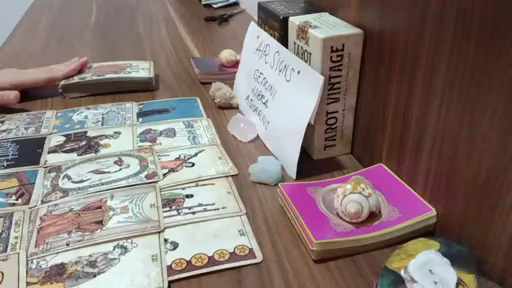 "AIR SIGNS"
GEMINI
LIBRA
AQUARIUS
TAROT
TAROT VINTAGE